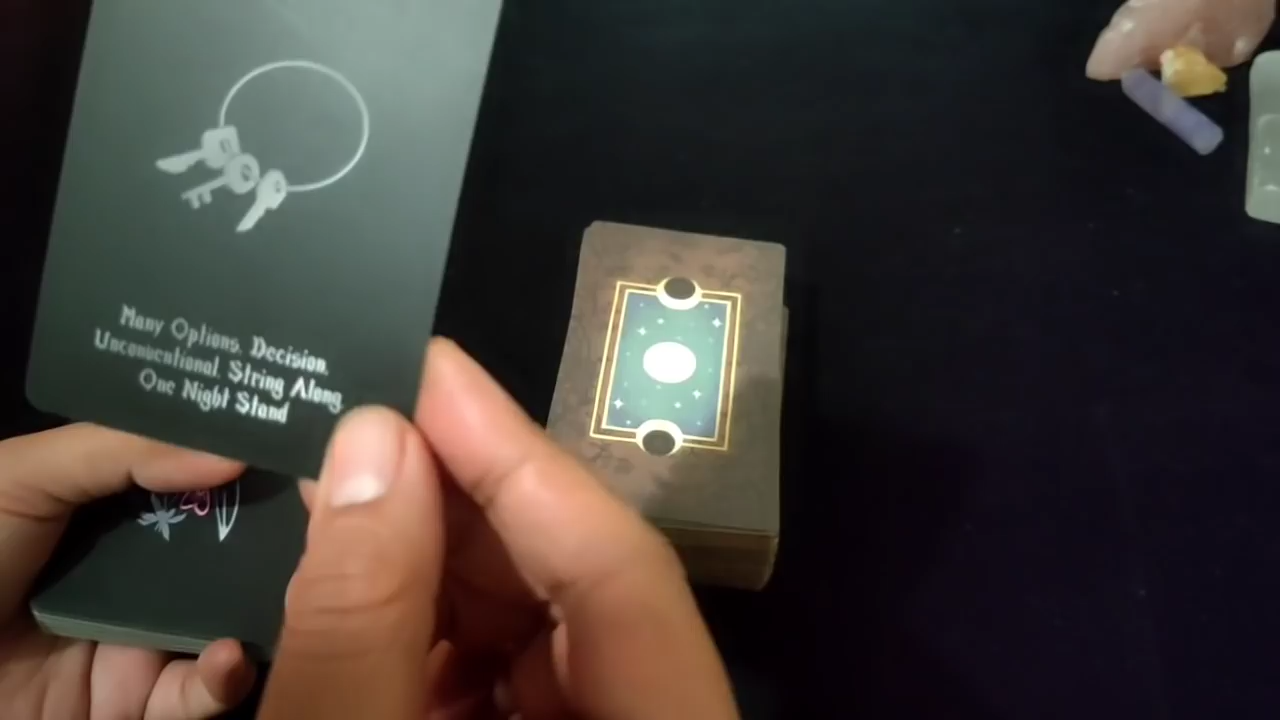 Many Options, Decision,
Unconventional, String Along,
One Night Stand